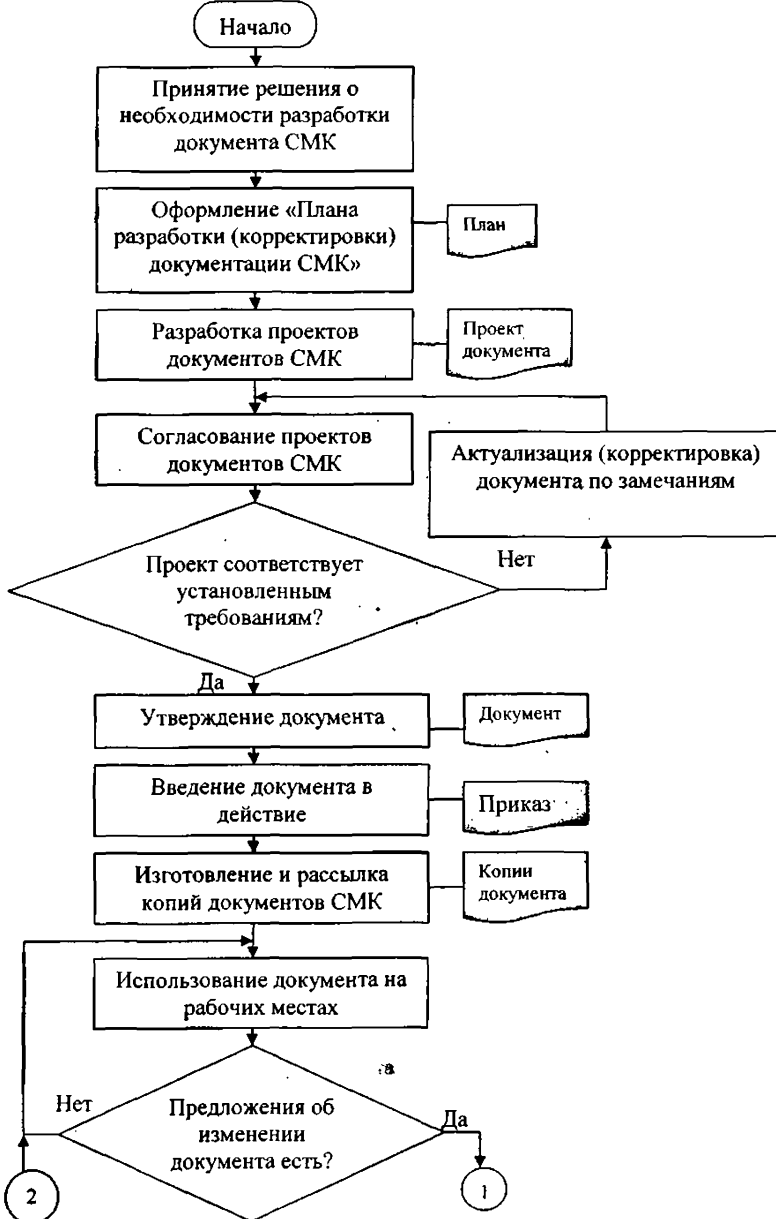 Начало
Принятие решения о
необходимости разработки
документа СМК
Оформление «Плана
разработки (корректировки)
документации СМК»
План
Разработка проектов
документов СМК
Проект
документа
Согласование проектов
документов СМК
Актуализация (корректировка)
документа по замечаниям
Проект соответствует
установленным
требованиям?
Нет
Да
Утверждение документа
Документ
Введение документа в
действие
Приказ
Изготовление и рассылка
копий документов СМК
Копии
документа
Использование документа на
рабочих местах
Нет
Предложения об
изменении
документа есть?
Да
2
1